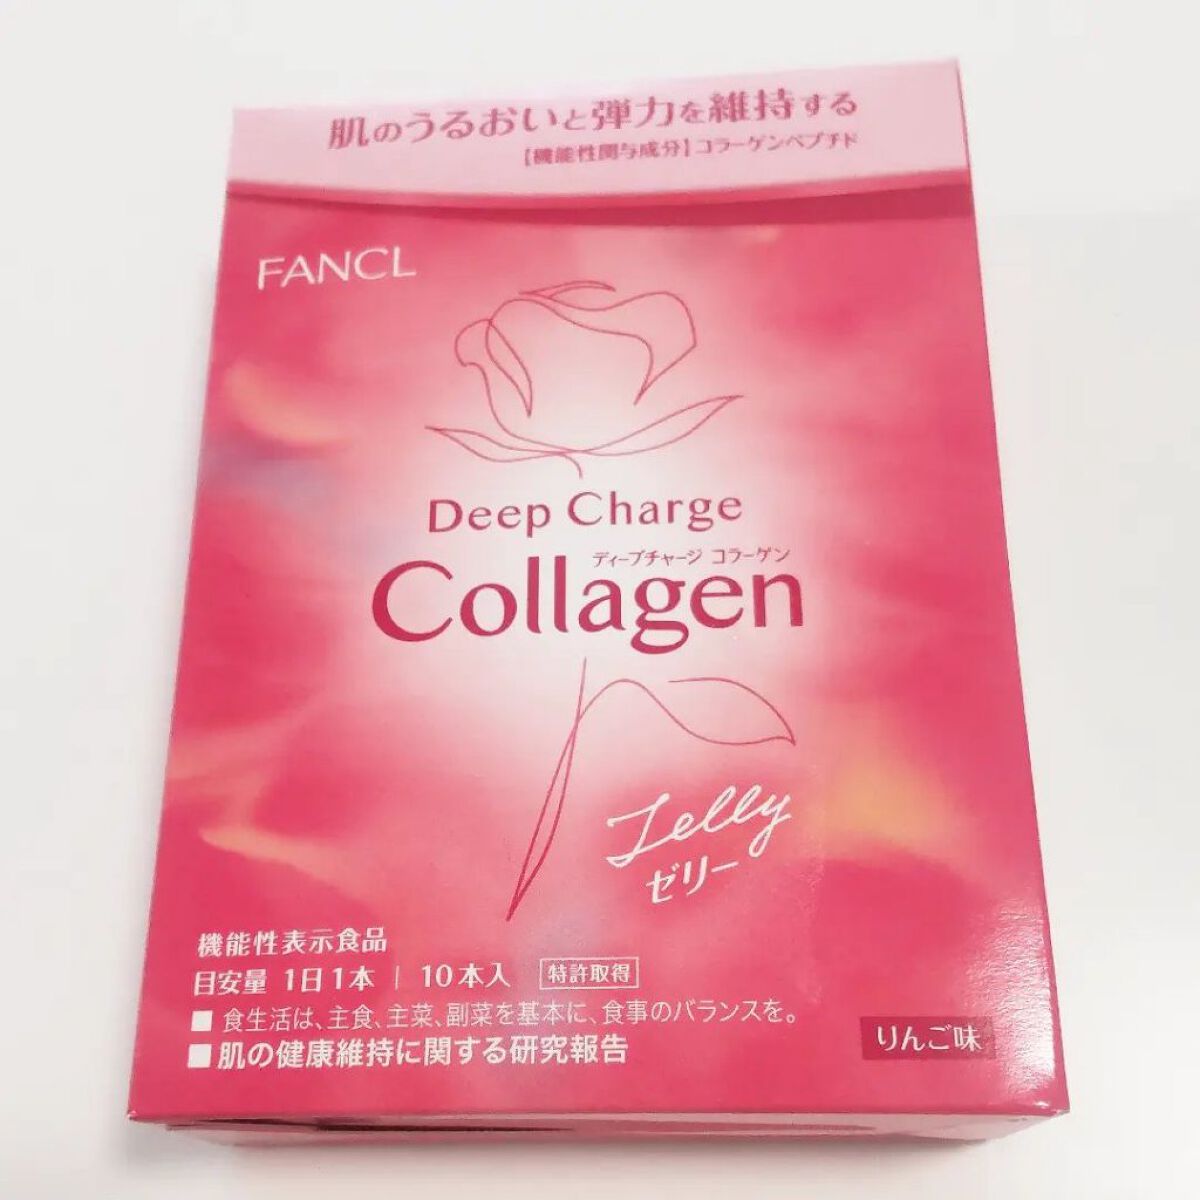 肌のうるおいと弾力を維持する
【機能性関与成分】コラーゲンペプチド
FANCL
Deep Charge
ディープチャージ コラーゲン
Collagen
Jelly
ゼリー
機能性表示食品
目安量 1日1本 | 10本入 特許取得
■ 食生活は、主食、主菜、副菜を基本に、食事のバランスを。
■ 肌の健康維持に関する研究報告
りんご味